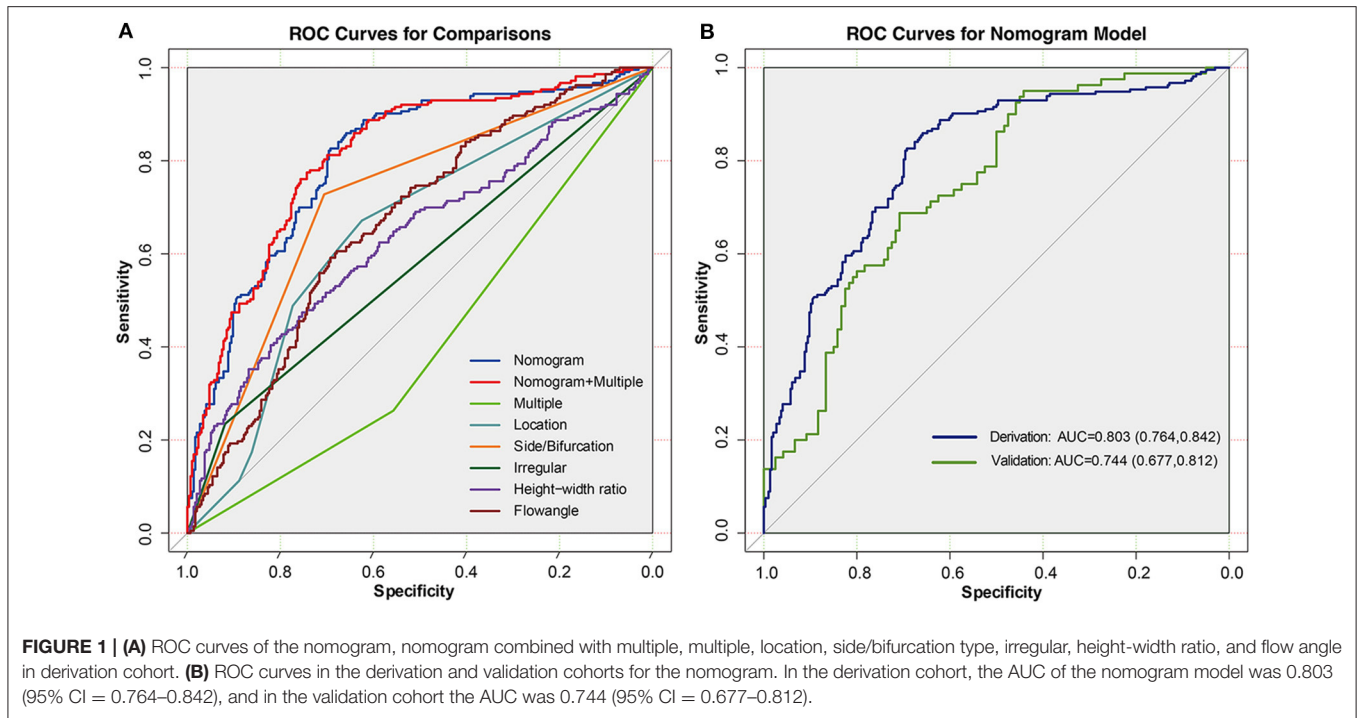 A
ROC Curves for Comparisons
1.0
0.8
0.6
0.4
0.2
0.0
Sensitivity
Nomogram
Nomogram+Multiple
Multiple
Location
Side/Bifurcation
Irregular
Height−width ratio
Flowangle
1.0 0.8 0.6 0.4 0.2 0.0
Specificity
B
ROC Curves for Nomogram Model
1.0
0.8
0.6
0.4
0.2
0.0
Sensitivity
Derivation: AUC=0.803 (0.764,0.842)
Validation: AUC=0.744 (0.677,0.812)
1.0 0.8 0.6 0.4 0.2 0.0
Specificity
FIGURE 1 | (A) ROC curves of the nomogram, nomogram combined with multiple, multiple, location, side/bifurcation type, irregular, height-width ratio, and flow angle
in derivation cohort. (B) ROC curves in the derivation and validation cohorts for the nomogram. In the derivation cohort, the AUC of the nomogram model was 0.803
(95% CI = 0.764–0.842), and in the validation cohort the AUC was 0.744 (95% CI = 0.677–0.812).